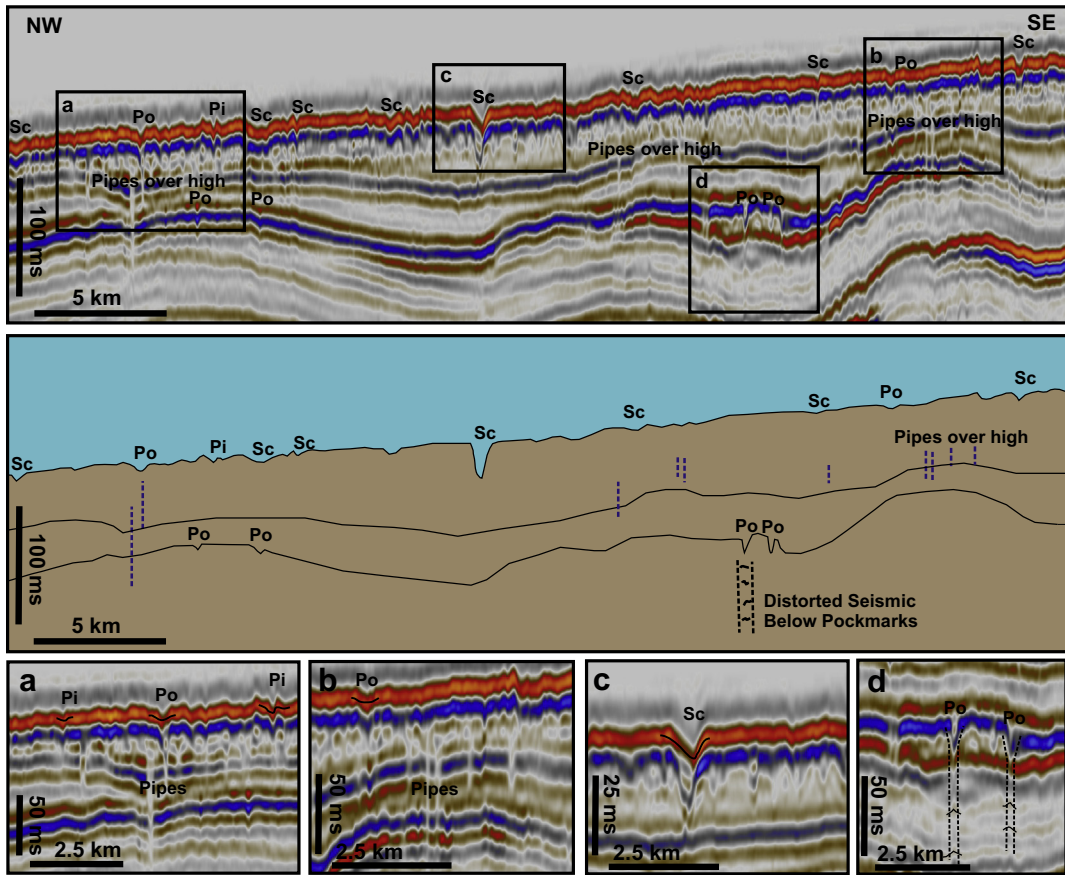 NW
SE
Sc
b
Po
c
Sc
Sc
Sc
a
Po
Pi
Sc
Sc
Sc
Sc
Pipes over high
Pipes over high
Pipes over high
d
Po
Po
Po Po
100 ms
5 km
Sc
Po
Sc
Sc
Sc
Pi
Sc
Sc
Po
Sc
Pipes over high
Po
Po
Po Po
100 ms
Distorted Seismic
Below Pockmarks
5 km
a
Pi
Po
Pi
Pipes
50 ms
2.5 km
b
Po
Pipes
50 ms
2.5 km
c
Sc
25 ms
2.5 km
d
Po
Po
50 ms
2.5 km